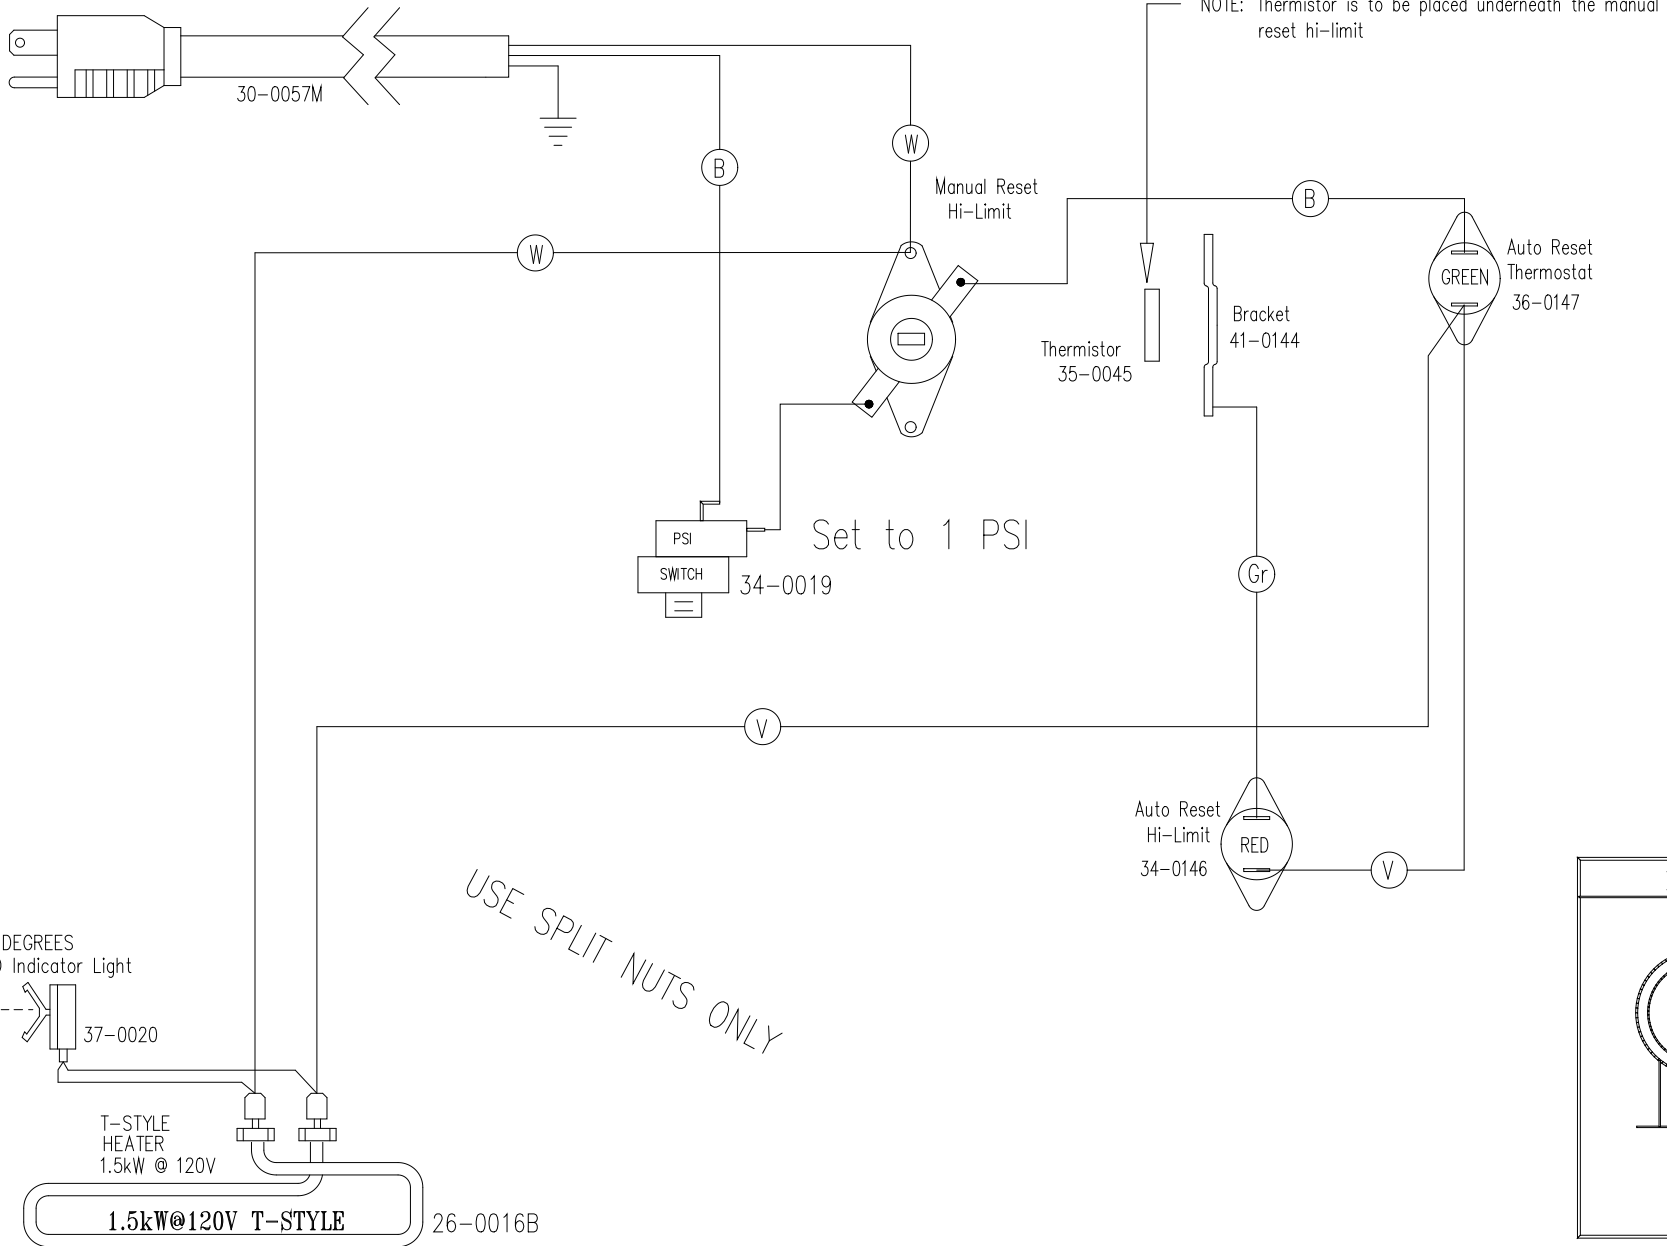 NOTE: Thermistor is to be placed underneath the manual
reset hi-limit
30-0057M
W
B
Manual Reset
Hi-Limit
B
W
Auto Reset
Thermostat
36-0147
GREEN
Bracket
41-0144
Thermistor
35-0045
Set to 1 PSI
PSI
SWITCH
34-0019
Gr
V
Auto Reset
Hi-Limit
34-0146
RED
V
USE SPLIT NUTS ONLY
DEGREES
Indicator Light
37-0020
T-STYLE
HEATER
1.5kW @ 120V
1.5kW@120V T-STYLE
26-0016B